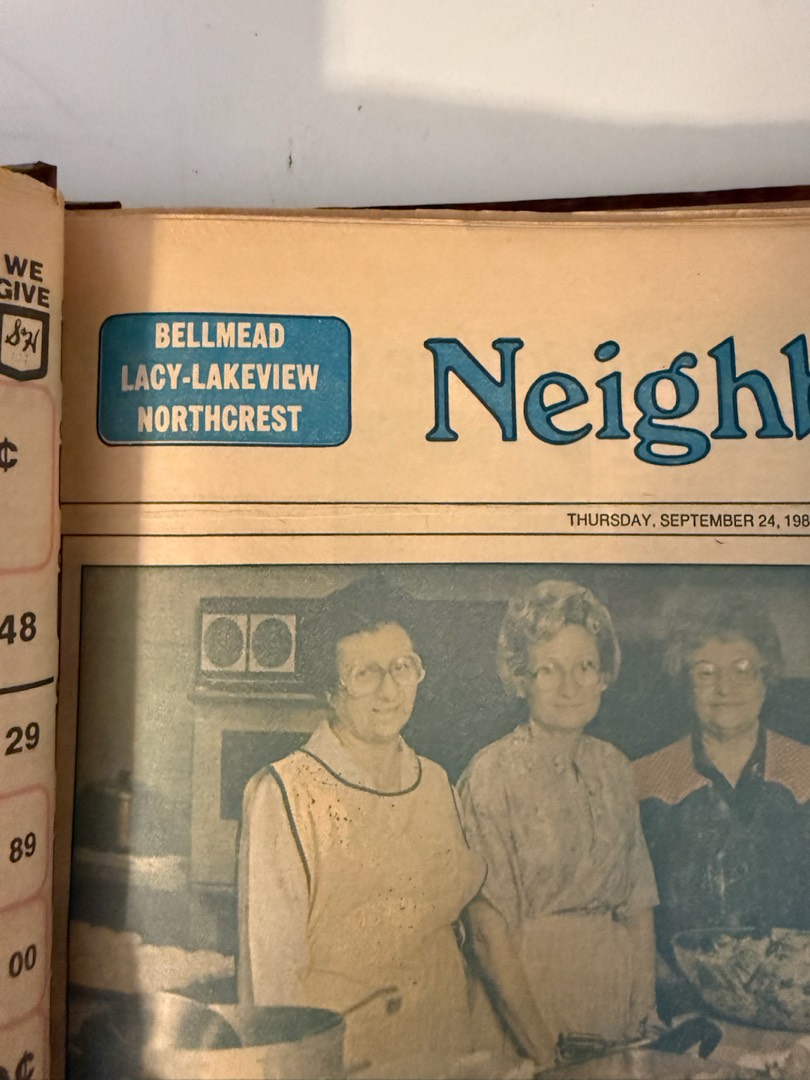 WE
GIVE
S&H
¢
48
29
89
00
¢
BELLMEAD
LACY-LAKEVIEW
NORTHCREST
Neighb
THURSDAY, SEPTEMBER 24, 198